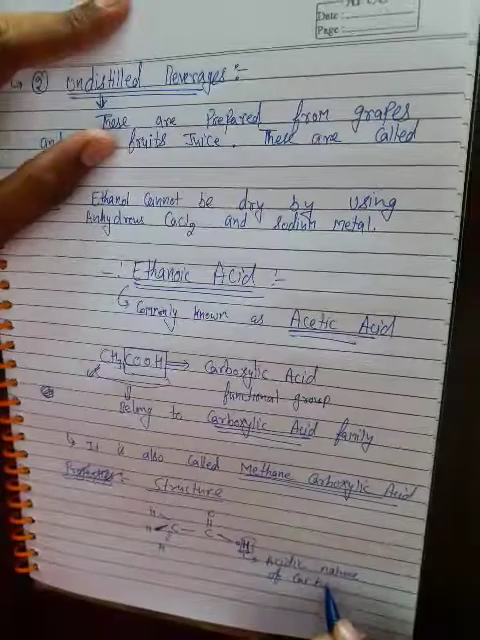 Date :
Page :
② Undistilled Beverages :-
These are Prepared from grapes
and fruits Juice . These are Called
Ethanol Cannot be dry by using
Anhydrous CaCl2 and sodium metal.
-: Ethanoic Acid :-
Commonly known as Acetic Acid
CH3 COOH ⇒ Carboxylic Acid
functional group
Belong to Carboxylic Acid family
↳ It is also called Methane Carboxylic Acid
Structure
H
H C - C
H
Acidic nature
of Carb